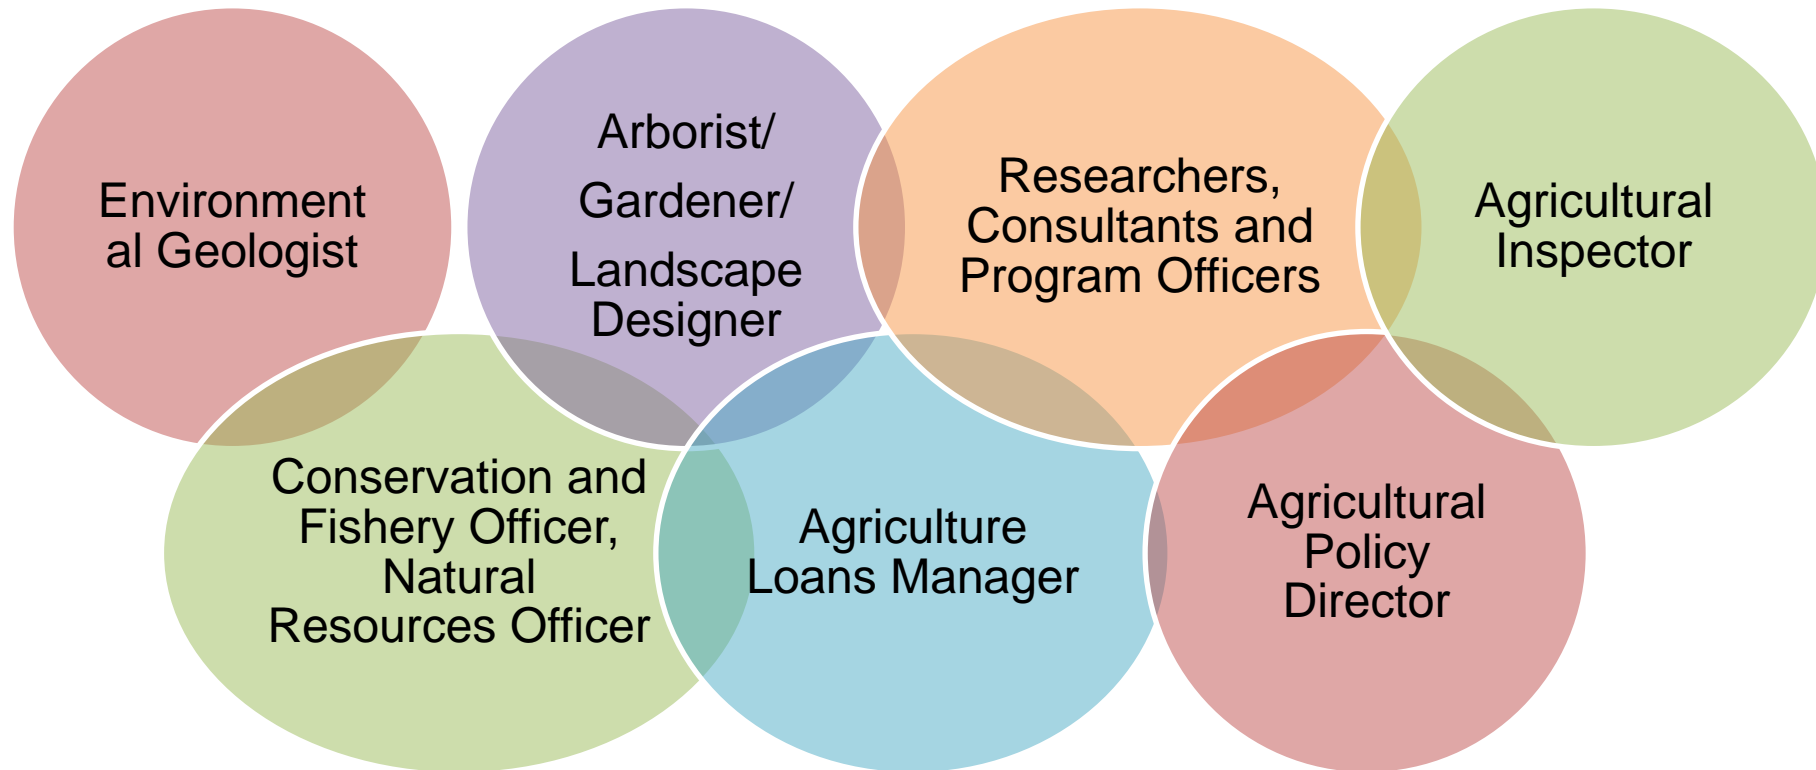 Environment
al Geologist
Arborist/
Gardener/
Landscape
Designer
Researchers,
Consultants and
Program Officers
Agricultural
Inspector
Conservation and
Fishery Officer,
Natural
Resources Officer
Agriculture
Loans Manager
Agricultural
Policy
Director